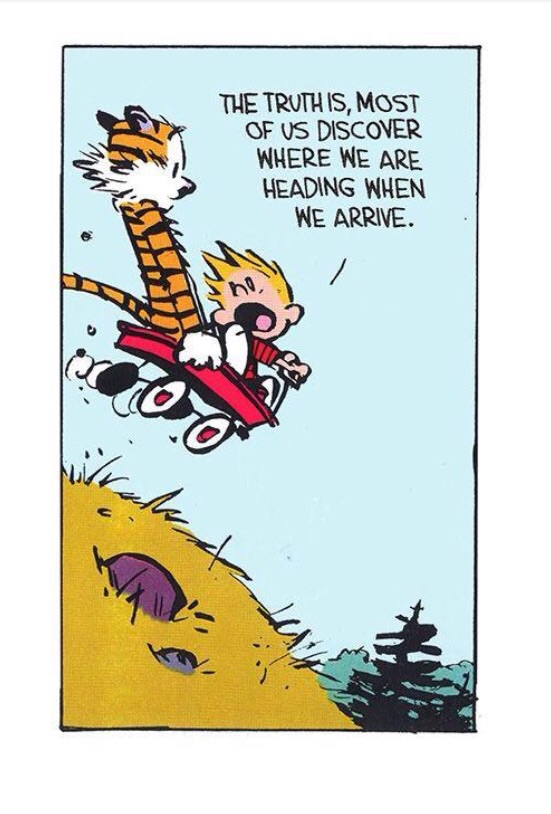 THE TRUTH IS, MOST
OF US DISCOVER
WHERE WE ARE
HEADING WHEN
WE ARRIVE.